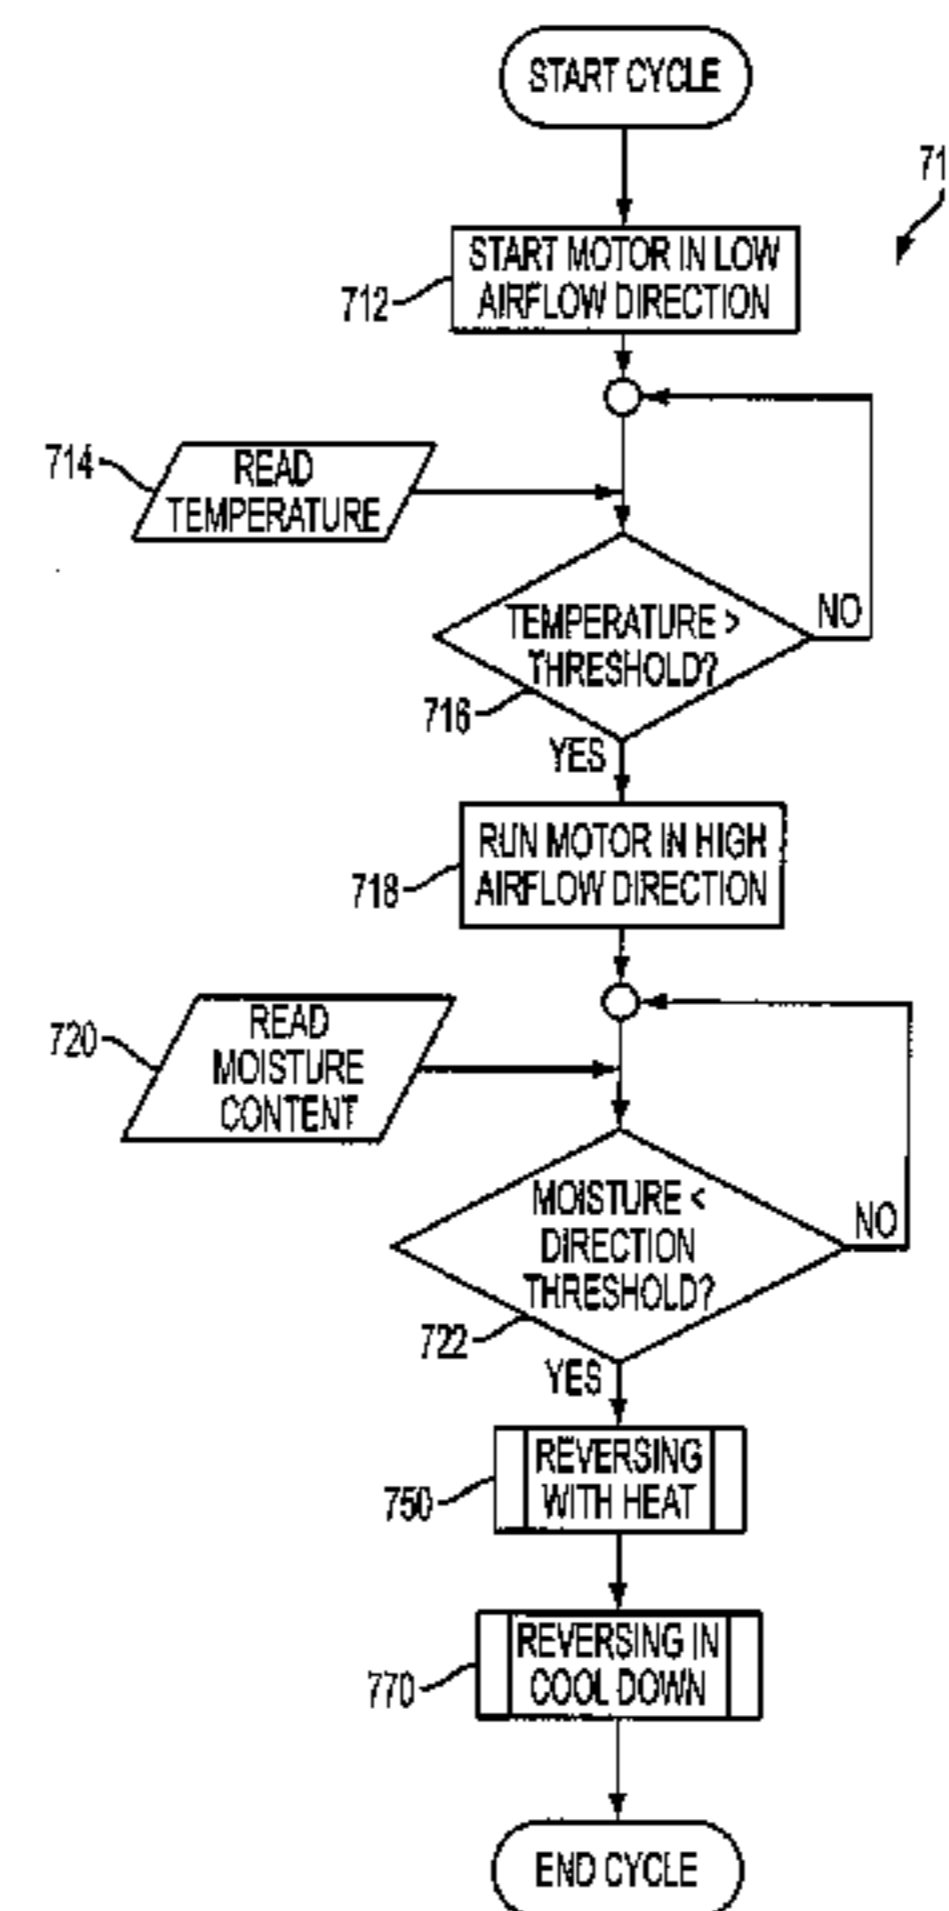 START CYCLE
71
START MOTOR IN LOW
AIRFLOW DIRECTION
712
714
READ
TEMPERATURE
TEMPERATURE >
THRESHOLD?
NO
716
YES
RUN MOTOR IN HIGH
AIRFLOW DIRECTION
718
720
READ
MOISTURE
CONTENT
MOISTURE <
DIRECTION
THRESHOLD?
NO
722
YES
REVERSING
WITH HEAT
750
REVERSING IN
COOL DOWN
770
END CYCLE